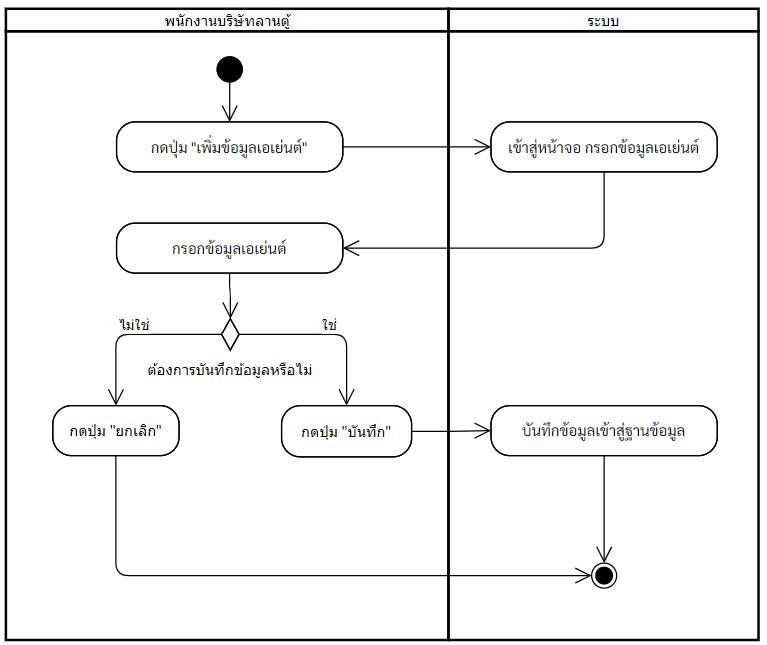 พนักงานบริษัทลานตู้
ระบบ
กดปุ่ม "เพิ่มข้อมูลเอเย่นต์"
เข้าสู่หน้าจอ กรอกข้อมูลเอเย่นต์
กรอกข้อมูลเอเย่นต์
ไม่ใช่
ใช่
ต้องการบันทึกข้อมูลหรือไม่
กดปุ่ม "ยกเลิก"
กดปุ่ม "บันทึก"
บันทึกข้อมูลเข้าสู่ฐานข้อมูล